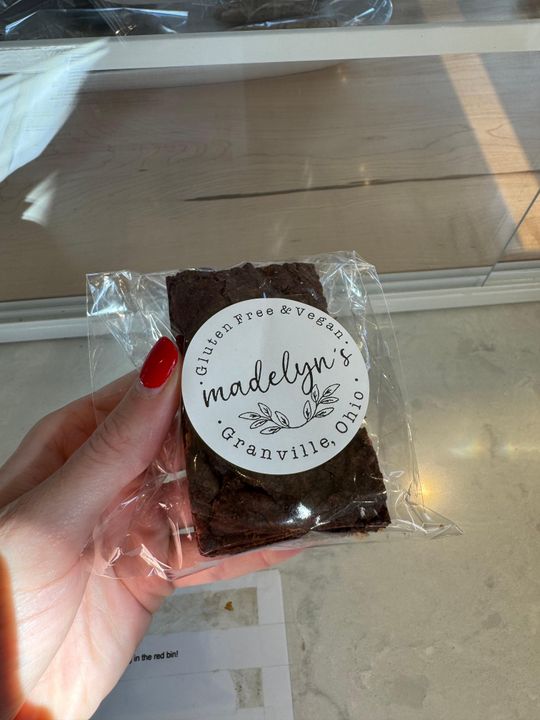 ·Gluten Free & Vegan·
madelyn's
·Granville, Ohio·
in the red bin!